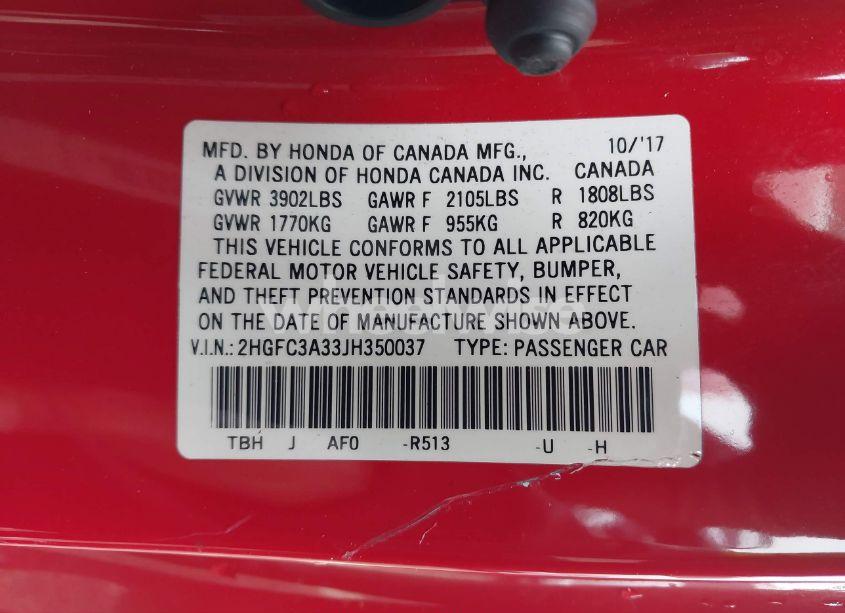 MFD. BY HONDA OF CANADA MFG., 10/'17
A DIVISION OF HONDA CANADA INC. CANADA
GVWR 3902LBS GAWR F 2105LBS R 1808LBS
GVWR 1770KG GAWR F 955KG R 820KG
THIS VEHICLE CONFORMS TO ALL APPLICABLE
FEDERAL MOTOR VEHICLE SAFETY, BUMPER,
AND THEFT PREVENTION STANDARDS IN EFFECT
ON THE DATE OF MANUFACTURE SHOWN ABOVE.
V.I.N.: 2HGFC3A33JH350037 TYPE: PASSENGER CAR
TBH J AF0 -R513 -U -H